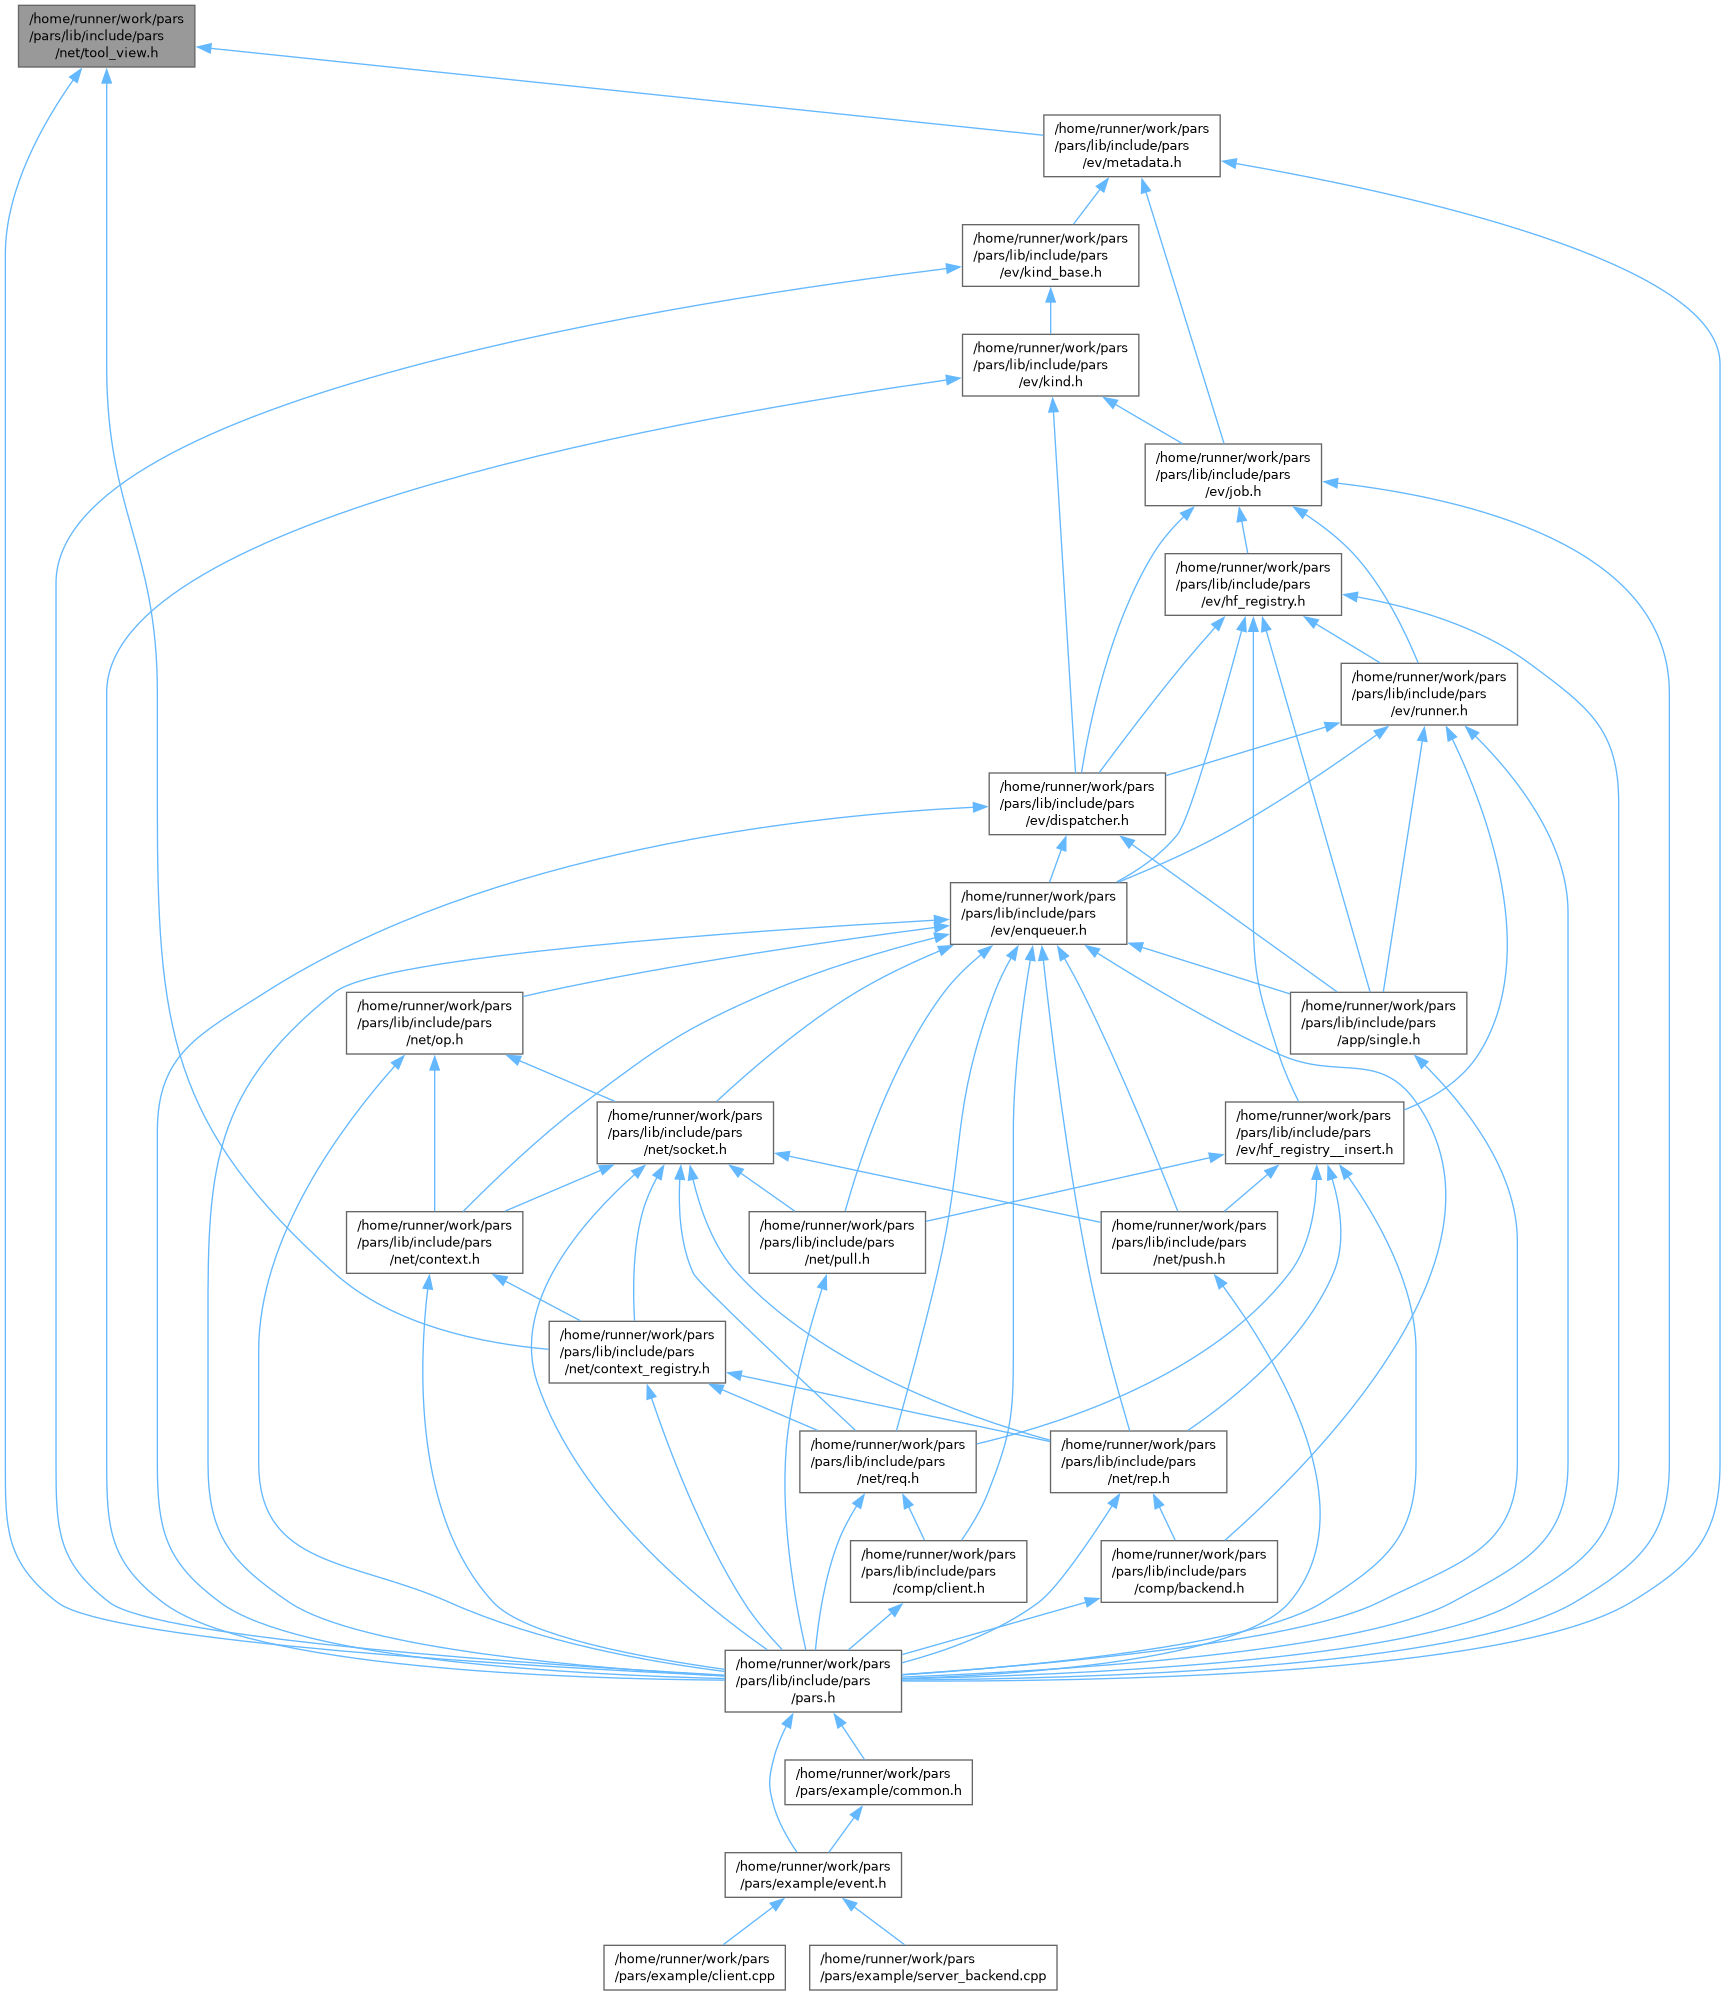 /home/runner/work/pars
/pars/lib/include/pars
/net/tool_view.h
/home/runner/work/pars
/pars/lib/include/pars
/ev/metadata.h
/home/runner/work/pars
/pars/lib/include/pars
/ev/kind_base.h
/home/runner/work/pars
/pars/lib/include/pars
/ev/kind.h
/home/runner/work/pars
/pars/lib/include/pars
/ev/job.h
/home/runner/work/pars
/pars/lib/include/pars
/ev/hf_registry.h
/home/runner/work/pars
/pars/lib/include/pars
/ev/runner.h
/home/runner/work/pars
/pars/lib/include/pars
/ev/dispatcher.h
/home/runner/work/pars
/pars/lib/include/pars
/ev/enqueuer.h
/home/runner/work/pars
/pars/lib/include/pars
/net/op.h
/home/runner/work/pars
/pars/lib/include/pars
/app/single.h
/home/runner/work/pars
/pars/lib/include/pars
/net/socket.h
/home/runner/work/pars
/pars/lib/include/pars
/ev/hf_registry__insert.h
/home/runner/work/pars
/pars/lib/include/pars
/net/context.h
/home/runner/work/pars
/pars/lib/include/pars
/net/pull.h
/home/runner/work/pars
/pars/lib/include/pars
/net/push.h
/home/runner/work/pars
/pars/lib/include/pars
/net/context_registry.h
/home/runner/work/pars
/pars/lib/include/pars
/net/req.h
/home/runner/work/pars
/pars/lib/include/pars
/net/rep.h
/home/runner/work/pars
/pars/lib/include/pars
/comp/client.h
/home/runner/work/pars
/pars/lib/include/pars
/comp/backend.h
/home/runner/work/pars
/pars/lib/include/pars
/pars.h
/home/runner/work/pars
/pars/example/common.h
/home/runner/work/pars
/pars/example/event.h
/home/runner/work/pars
/pars/example/client.cpp
/home/runner/work/pars
/pars/example/server_backend.cpp